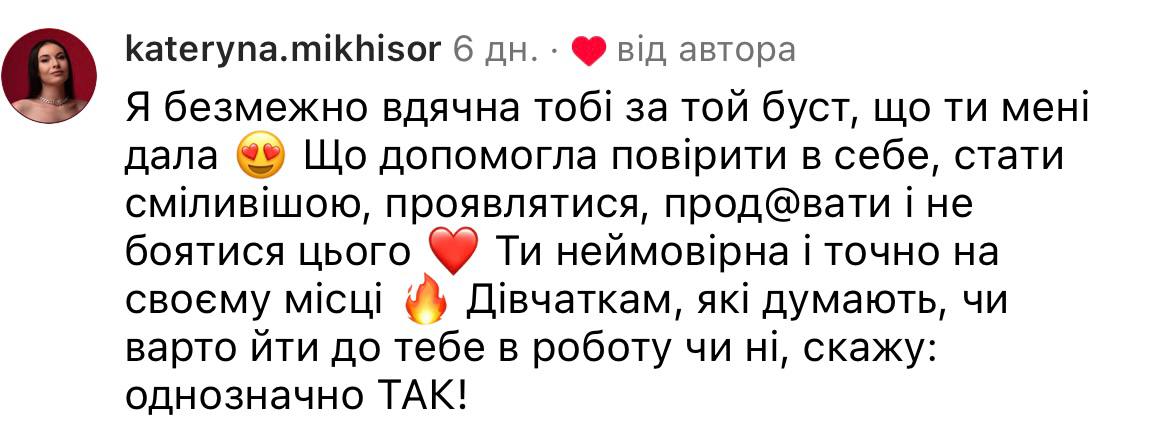 kateryna.mikhisor 6 дн. · ❤️ від автора
Я безмежно вдячна тобі за той буст, що ти мені
дала 😍 Що допомогла повірити в себе, стати
сміливішою, проявлятися, прод@вати і не
боятися цього ❤️ Ти неймовірна і точно на
своєму місці 🔥 Дівчаткам, які думають, чи
варто йти до тебе в роботу чи ні, скажу:
однозначно ТАК!